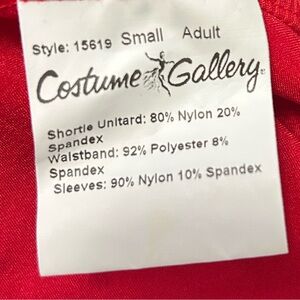 Style: 15619 Small Adult
Costume Gallery
Shortie Unitard: 80% Nylon 20%
Spandex
Waistband: 92% Polyester 8%
Spandex
Sleeves: 90% Nylon 10% Spandex